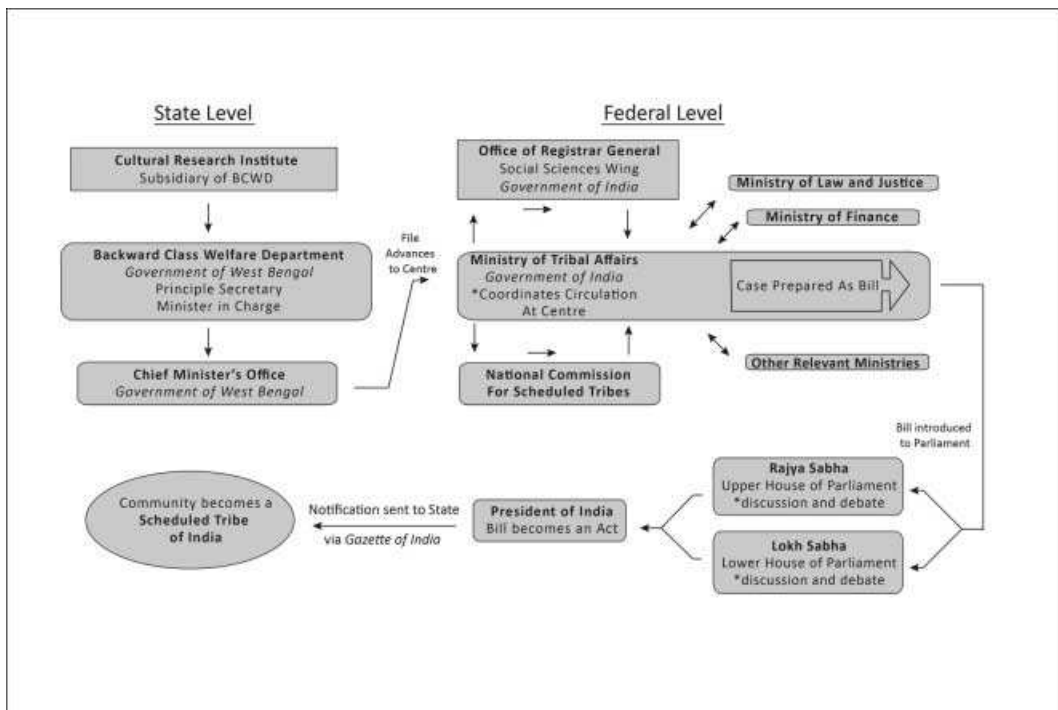 State Level
Federal Level
Cultural Research Institute
Subsidiary of BCWD
Backward Class Welfare Department
Government of West Bengal
Principle Secretary
Minister in Charge
Chief Minister's Office
Government of West Bengal
File
Advances
to Centre
Office of Registrar General
Social Sciences Wing
Government of India
Ministry of Law and Justice
Ministry of Finance
Ministry of Tribal Affairs
Government of India
*Coordinates Circulation
At Centre
Case Prepared As Bill
National Commission
For Scheduled Tribes
Other Relevant Ministries
Bill introduced
to Parliament
Rajya Sabha
Upper House of Parliament
*discussion and debate
Lokh Sabha
Lower House of Parliament
*discussion and debate
President of India
Bill becomes an Act
Notification sent to State
via Gazette of India
Community becomes a
Scheduled Tribe
of India